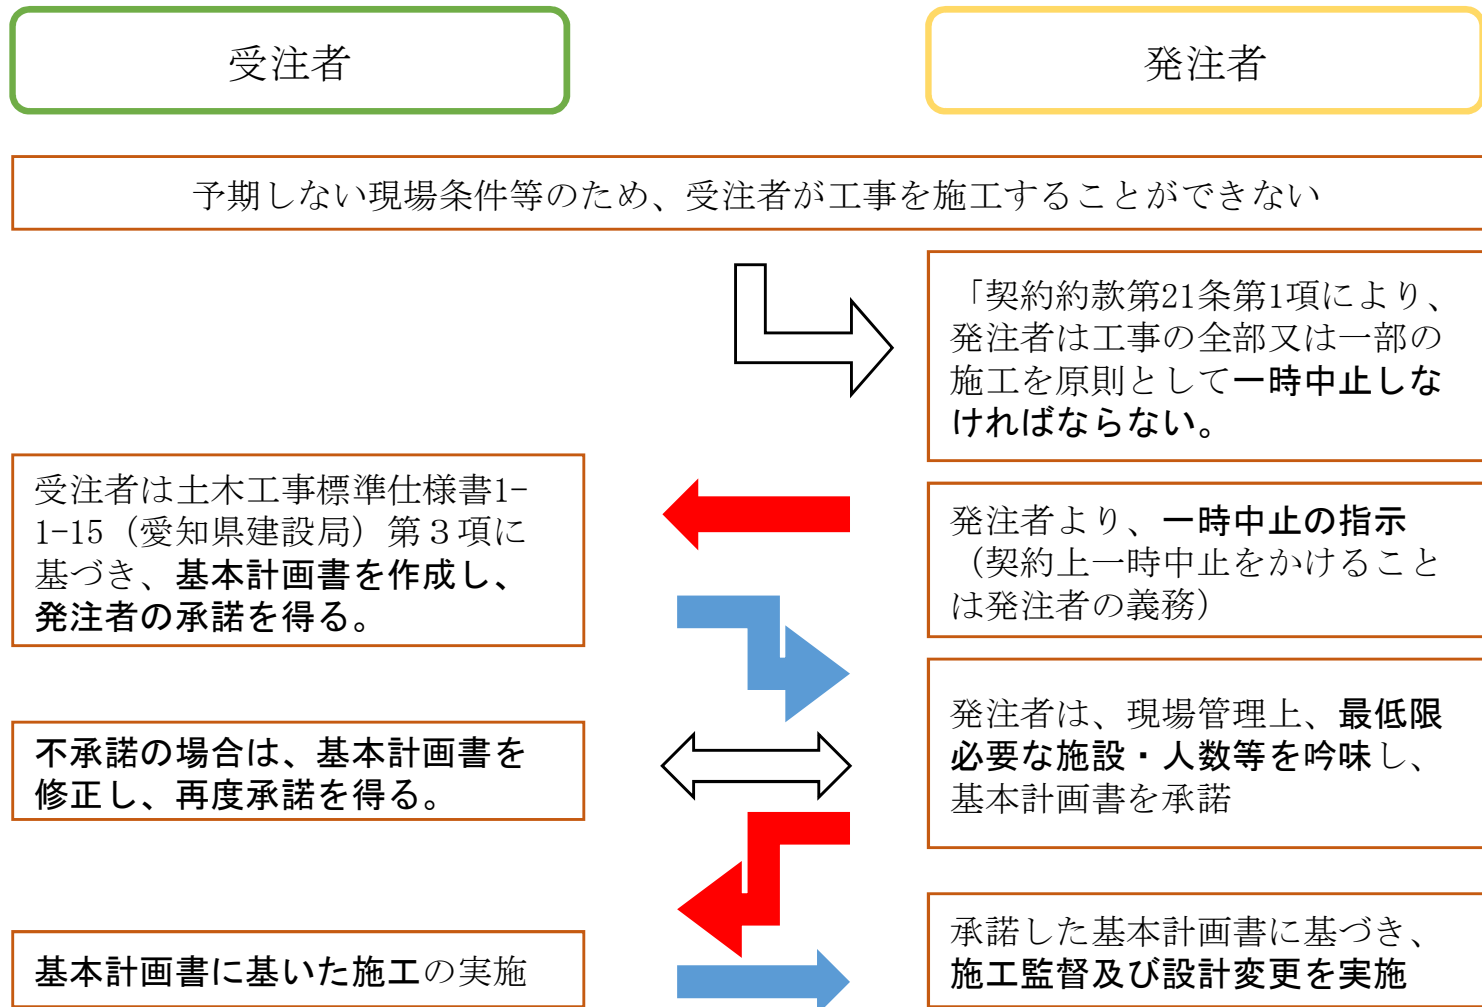 受注者
発注者
予期しない現場条件等のため、受注者が工事を施工することができない
「契約約款第21条第1項により、
発注者は工事の全部又は一部の
施工を原則として一時中止しな
ければならない。
受注者は土木工事標準仕様書1-
1-15（愛知県建設局）第３項に
基づき、基本計画書を作成し、
発注者の承諾を得る。
発注者より、一時中止の指示
（契約上一時中止をかけること
は発注者の義務）
不承諾の場合は、基本計画書を
修正し、再度承諾を得る。
発注者は、現場管理上、最低限
必要な施設・人数等を吟味し、
基本計画書を承諾
基本計画書に基いた施工の実施
承諾した基本計画書に基づき、
施工監督及び設計変更を実施